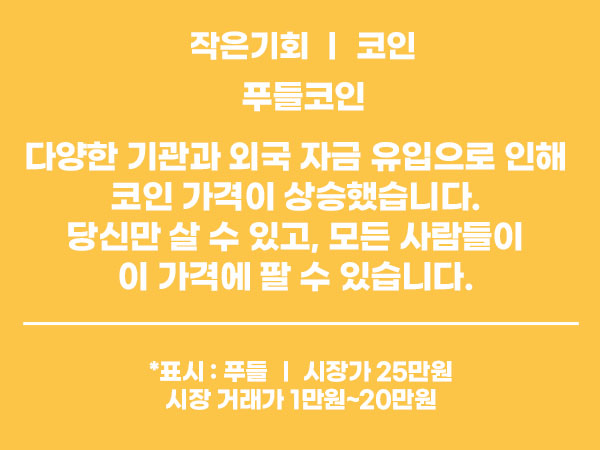 작은기회 ㅣ 코인
푸들코인
다양한 기관과 외국 자금 유입으로 인해
코인 가격이 상승했습니다.
당신만 살 수 있고, 모든 사람들이
이 가격에 팔 수 있습니다.
*표시 : 푸들 ㅣ 시장가 25만원
시장 거래가 1만원~20만원